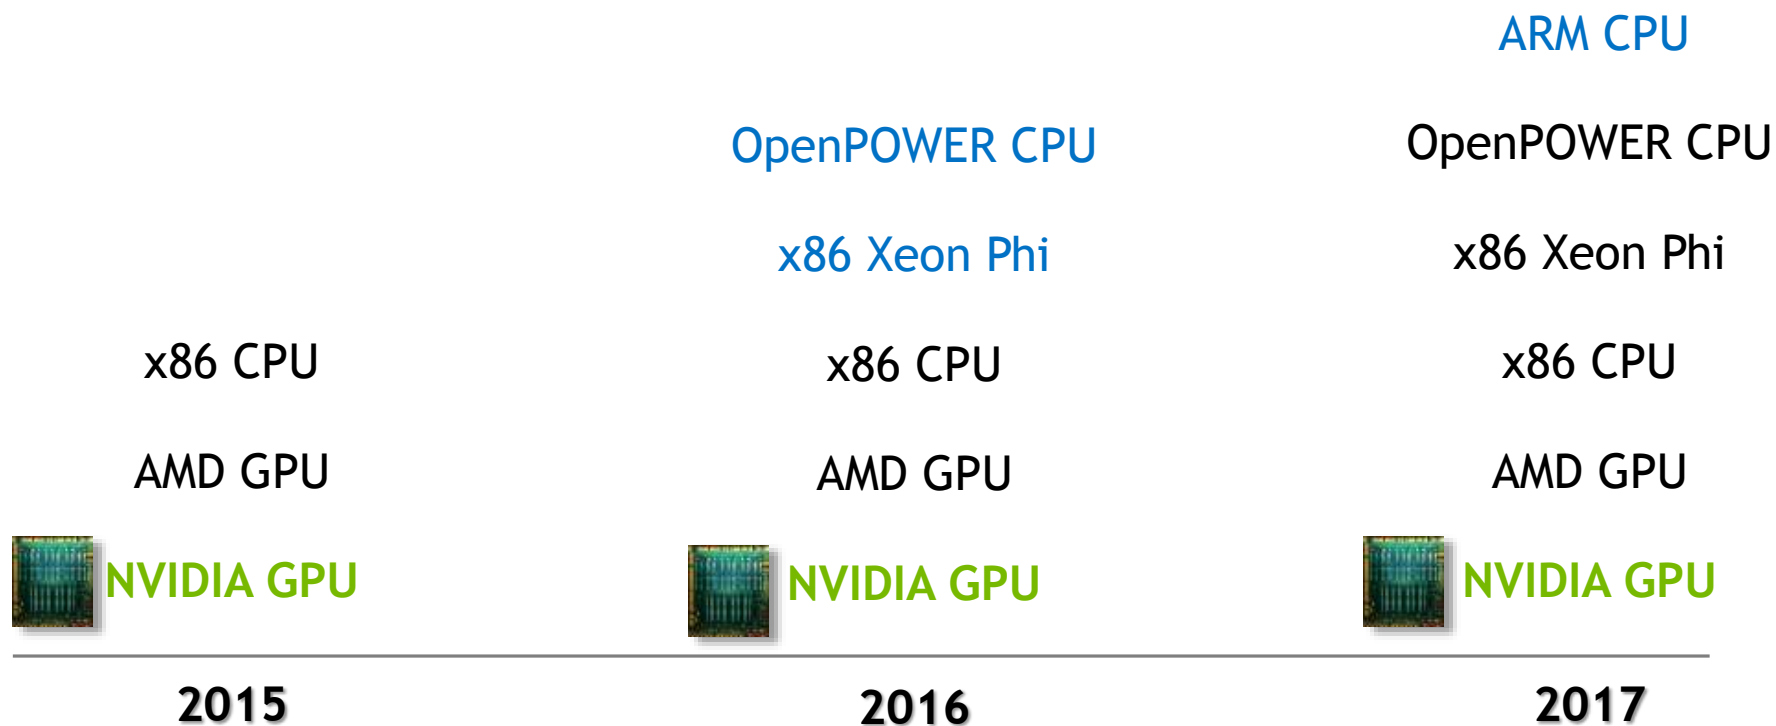 ARM CPU
OpenPOWER CPU
OpenPOWER CPU
x86 Xeon Phi
x86 Xeon Phi
x86 CPU
x86 CPU
x86 CPU
AMD GPU
AMD GPU
AMD GPU
NVIDIA GPU
NVIDIA GPU
NVIDIA GPU
2015
2016
2017